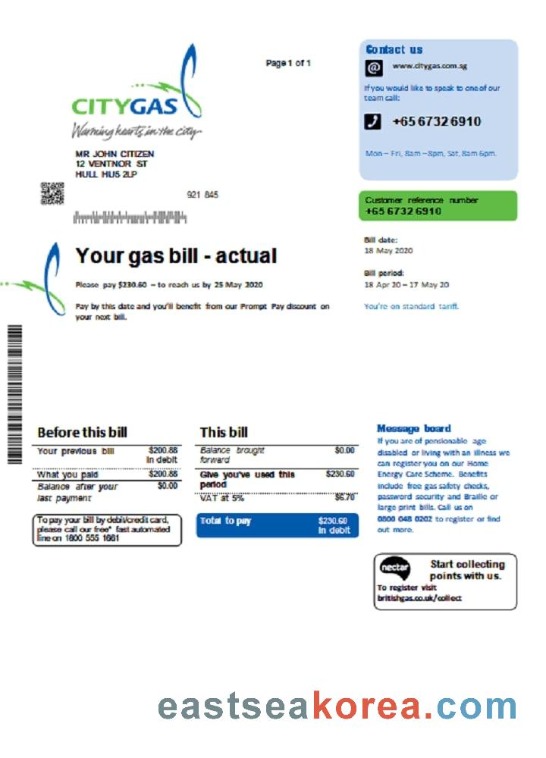 Page 1 of 1
CITYGAS
Warming hearts in the city
MR JOHN CITIZEN
12 VENTNOR ST
HULL HU5 2LP
921 845
Contact us
www.citygas.com.sg
If you would like to speak to one of our
team call:
+65 6732 6910
Mon – Fri, 8am – 8pm, Sat, 8am 6pm.
Customer reference number
+65 6732 6910
Bill date:
18 May 2020
Bill period:
18 Apr 20 – 17 May 20
You're on standard tariff.
Your gas bill - actual
Please pay $230.60 – to reach us by 25 May 2020
Pay by this date and you'll benefit from our Prompt Pay discount on
your next bill.
Before this bill
Your previous bill $200.88
in debit
What you paid $200.88
Balance after your $0.00
last payment
To pay your bill by debit/credit card,
please call our free* fast automated
line on 1800 555 1661
This bill
Balance brought $0.00
forward
Give you've used this $230.60
period
VAT at 5% $6.70
Total to pay $230.60
in debit
Message board
If you are of pensionable age
disabled or living with an illness we
can register you on our Home
Energy Care Scheme. Benefits
include free gas safety checks,
password security and Braille or
large print bills. Call us on
0800 048 0202 to register or find
out more.
nectar
Start collecting
points with us.
To register visit
britishgas.co.uk/collect
eastseakorea.com